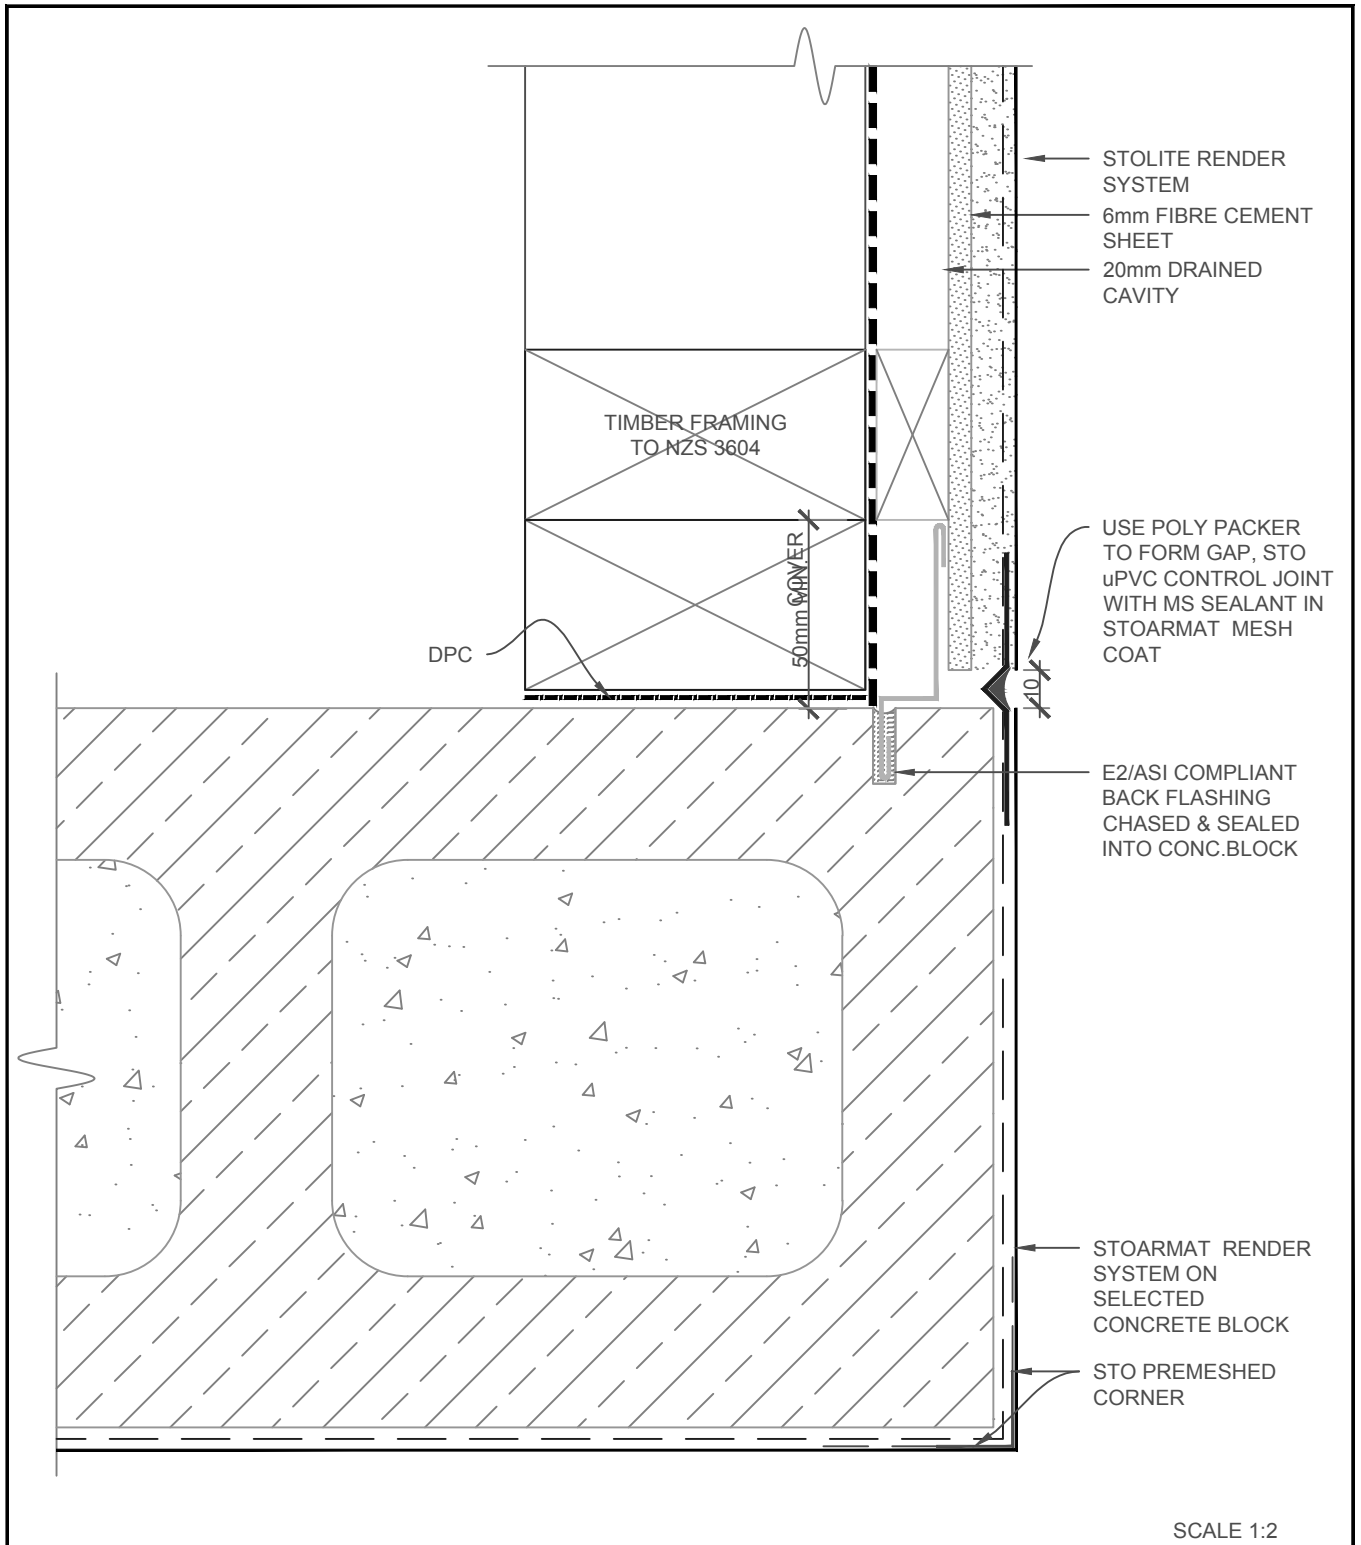 STOLITE RENDER
SYSTEM
6mm FIBRE CEMENT
SHEET
20mm DRAINED
CAVITY
TIMBER FRAMING
TO NZS 3604
USE POLY PACKER
TO FORM GAP, STO
uPVC CONTROL JOINT
WITH MS SEALANT IN
STOARMAT MESH
COAT
50mm MIN.
COVER
DPC
10
E2/ASI COMPLIANT
BACK FLASHING
CHASED & SEALED
INTO CONC.BLOCK
STOARMAT RENDER
SYSTEM ON
SELECTED
CONCRETE BLOCK
STO PREMESHED
CORNER
SCALE 1:2